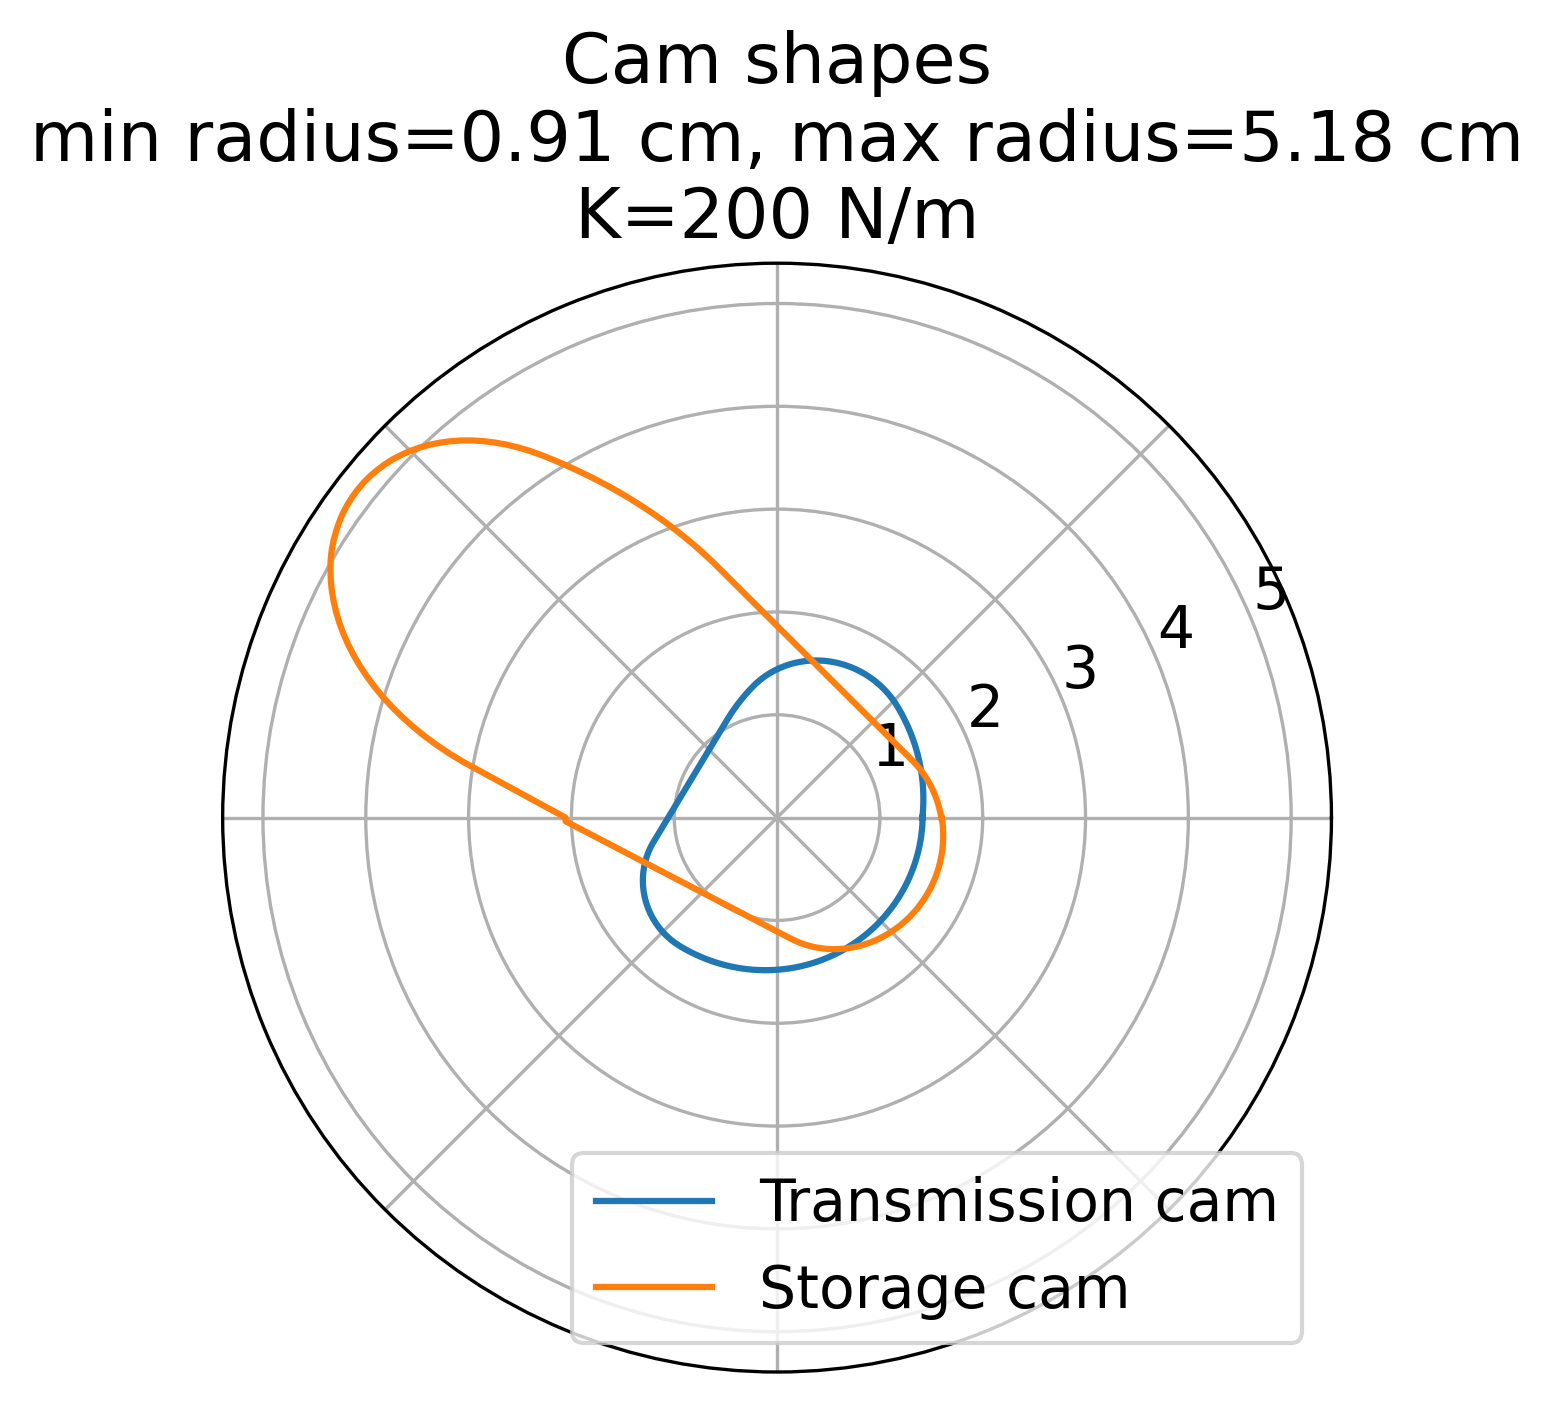 Cam shapes
min radius=0.91 cm, max radius=5.18 cm
K=200 N/m
5
4
3
2
1
Transmission cam
Storage cam